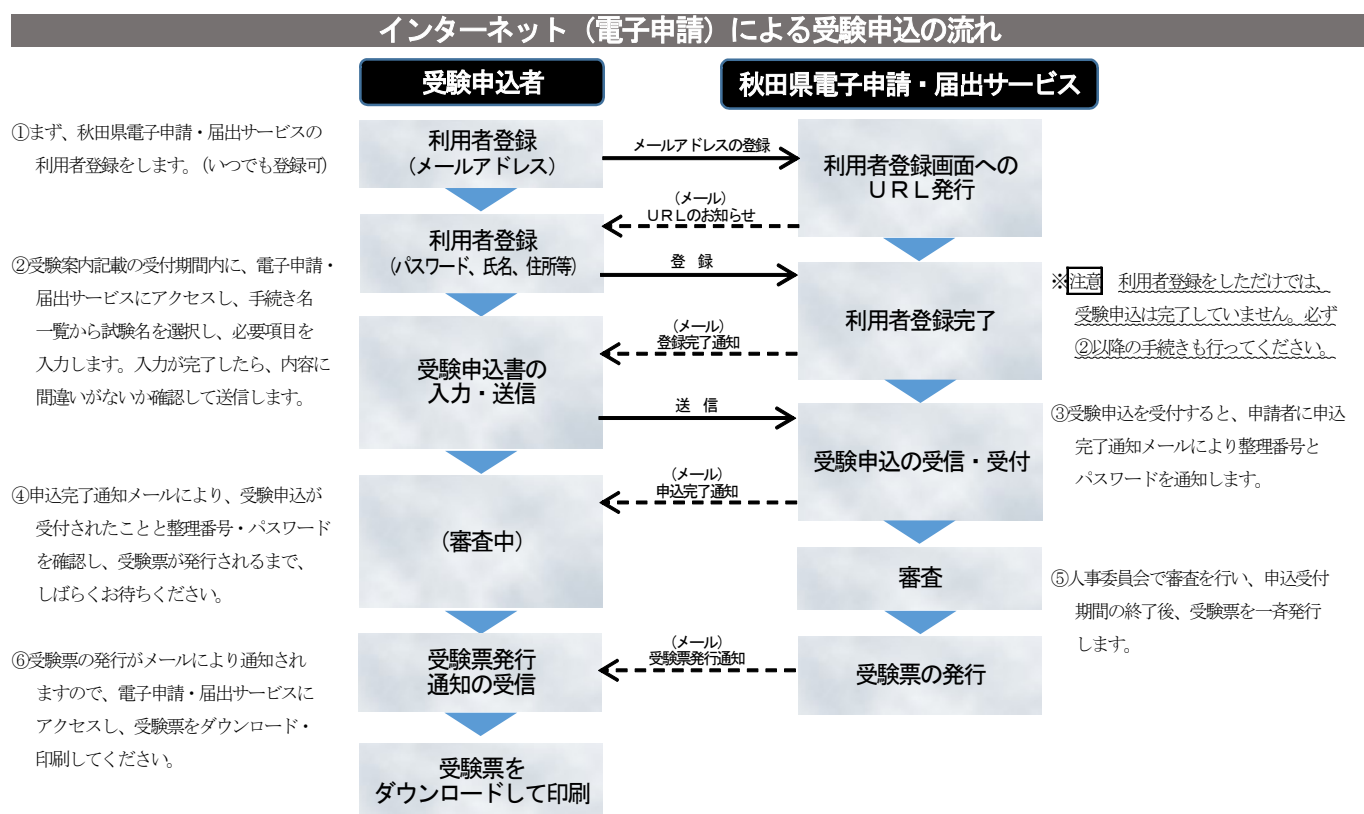 インターネット（電子申請）による受験申込の流れ
受験申込者
秋田県電子申請・届出サービス
①まず、秋田県電子申請・届出サービスの
利用者登録をします。（いつでも登録可）
利用者登録
（メールアドレス）
メールアドレスの登録
利用者登録画面への
ＵＲＬ発行
（メール）
ＵＲＬのお知らせ
利用者登録
（パスワード、氏名、住所等）
登　録
②受験案内記載の受付期間内に、電子申請・
届出サービスにアクセスし、手続き名
一覧から試験名を選択し、必要項目を
入力します。入力が完了したら、内容に
間違いがないか確認して送信します。
利用者登録完了
※注意　利用者登録をしただけでは、
受験申込は完了していません。必ず
②以降の手続きも行ってください。
（メール）
登録完了通知
受験申込書の
入力・送信
送　信
受験申込の受信・受付
③受験申込を受付すると、申請者に申込
完了通知メールにより整理番号と
パスワードを通知します。
（メール）
申込完了通知
④申込完了通知メールにより、受験申込が
受付されたことと整理番号・パスワード
を確認し、受験票が発行されるまで、
しばらくお待ちください。
（審査中）
審査
⑤人事委員会で審査を行い、申込受付
期間の終了後、受験票を一斉発行
します。
⑥受験票の発行がメールにより通知され
ますので、電子申請・届出サービスに
アクセスし、受験票をダウンロード・
印刷してください。
受験票発行
通知の受信
（メール）
受験票発行通知
受験票の発行
受験票を
ダウンロードして印刷